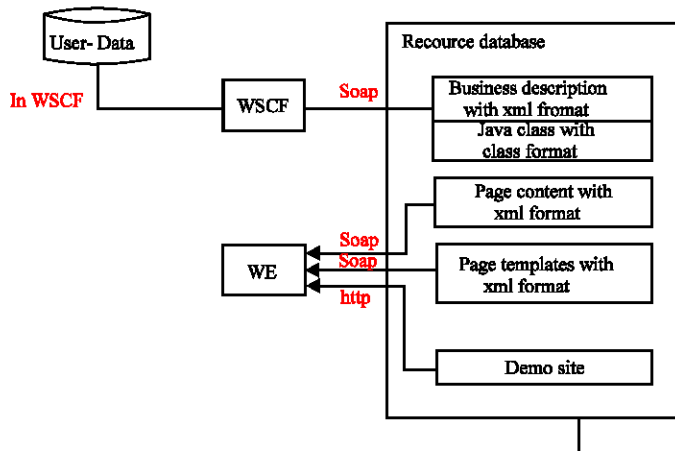 User- Data
Recource database
In WSCF
WSCF
Soap
Business description
with xml fromat
Java class with
class format
Page content with
xml format
Soap
WE
Soap
Page templates with
xml format
http
Demo site